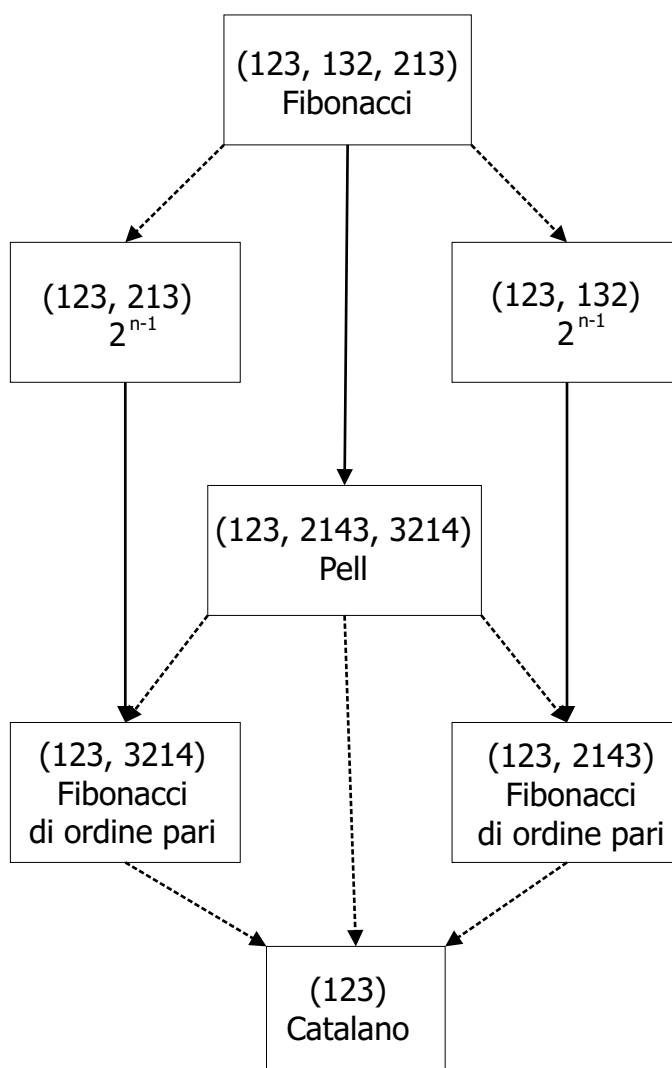 (123, 132, 213)
Fibonacci
(123, 213)
2^{n-1}
(123, 132)
2^{n-1}
(123, 2143, 3214)
Pell
(123, 3214)
Fibonacci
di ordine pari
(123, 2143)
Fibonacci
di ordine pari
(123)
Catalano